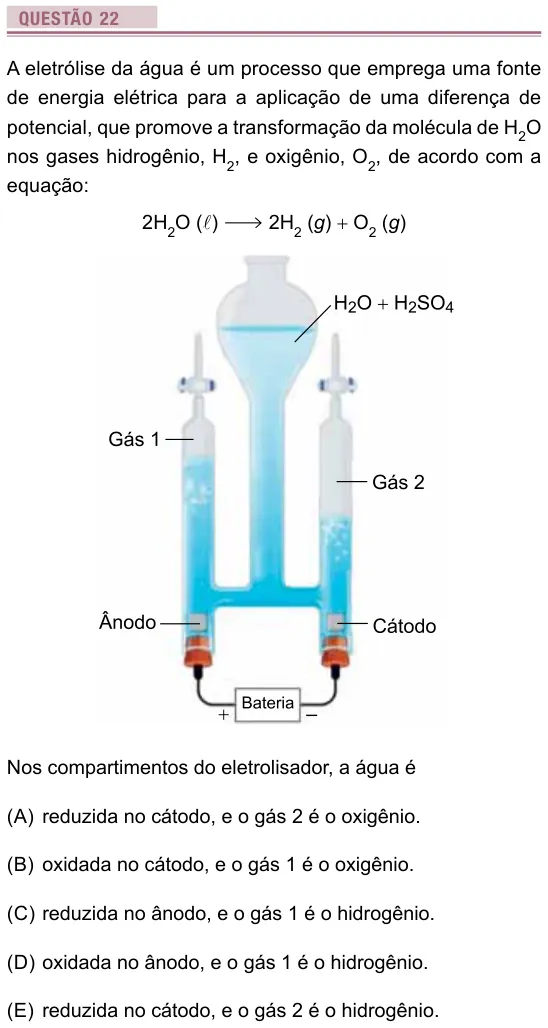 QUESTÃO 22
A eletrólise da água é um processo que emprega uma fonte
de energia elétrica para a aplicação de uma diferença de
potencial, que promove a transformação da molécula de H₂O
nos gases hidrogênio, H₂, e oxigênio, O₂, de acordo com a
equação:
2H₂O (ℓ) ⟶ 2H₂ (g) + O₂ (g)
H₂O + H₂SO₄
Gás 1
Gás 2
Ânodo
Cátodo
Bateria
+ –
Nos compartimentos do eletrolisador, a água é
(A) reduzida no cátodo, e o gás 2 é o oxigênio.
(B) oxidada no cátodo, e o gás 1 é o oxigênio.
(C) reduzida no ânodo, e o gás 1 é o hidrogênio.
(D) oxidada no ânodo, e o gás 1 é o hidrogênio.
(E) reduzida no cátodo, e o gás 2 é o hidrogênio.